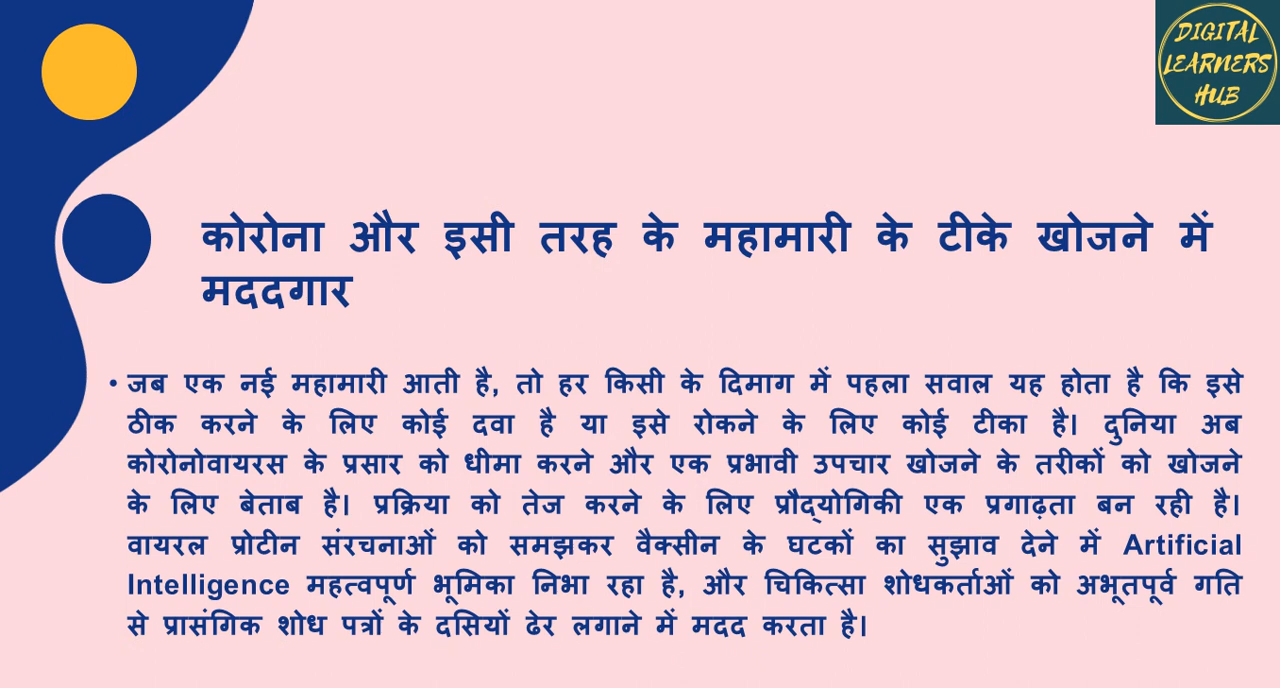 DIGITAL
LEARNERS
HUB
कोरोना और इसी तरह के महामारी के टीके खोजने में
मददगार
• जब एक नई महामारी आती है, तो हर किसी के दिमाग में पहला सवाल यह होता है कि इसे
ठीक करने के लिए कोई दवा है या इसे रोकने के लिए कोई टीका है। दुनिया अब
कोरोनोवायरस के प्रसार को धीमा करने और एक प्रभावी उपचार खोजने के तरीकों को खोजने
के लिए बेताब है। प्रक्रिया को तेज करने के लिए प्रौद्योगिकी एक प्रगाढ़ता बन रही है।
वायरल प्रोटीन संरचनाओं को समझकर वैक्सीन के घटकों का सुझाव देने में Artificial
Intelligence महत्वपूर्ण भूमिका निभा रहा है, और चिकित्सा शोधकर्ताओं को अभूतपूर्व गति
से प्रासंगिक शोध पत्रों के दसियों ढेर लगाने में मदद करता है।